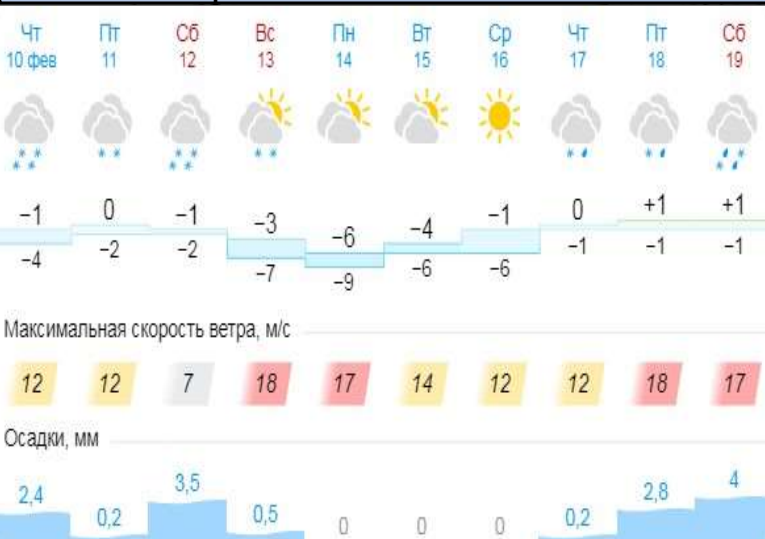 Чт Пт Сб Вс Пн Вт Ср Чт Пт Сб
10 фев 11 12 13 14 15 16 17 18 19
−1 0 −1 −3 −6 −4 −1 0 +1 +1
−4 −2 −2 −7 −9 −6 −6 −1 −1 −1
Максимальная скорость ветра, м/с
12 12 7 18 17 14 12 12 18 17
Осадки, мм
2,4 0,2 3,5 0,5 0 0 0 0,2 2,8 4